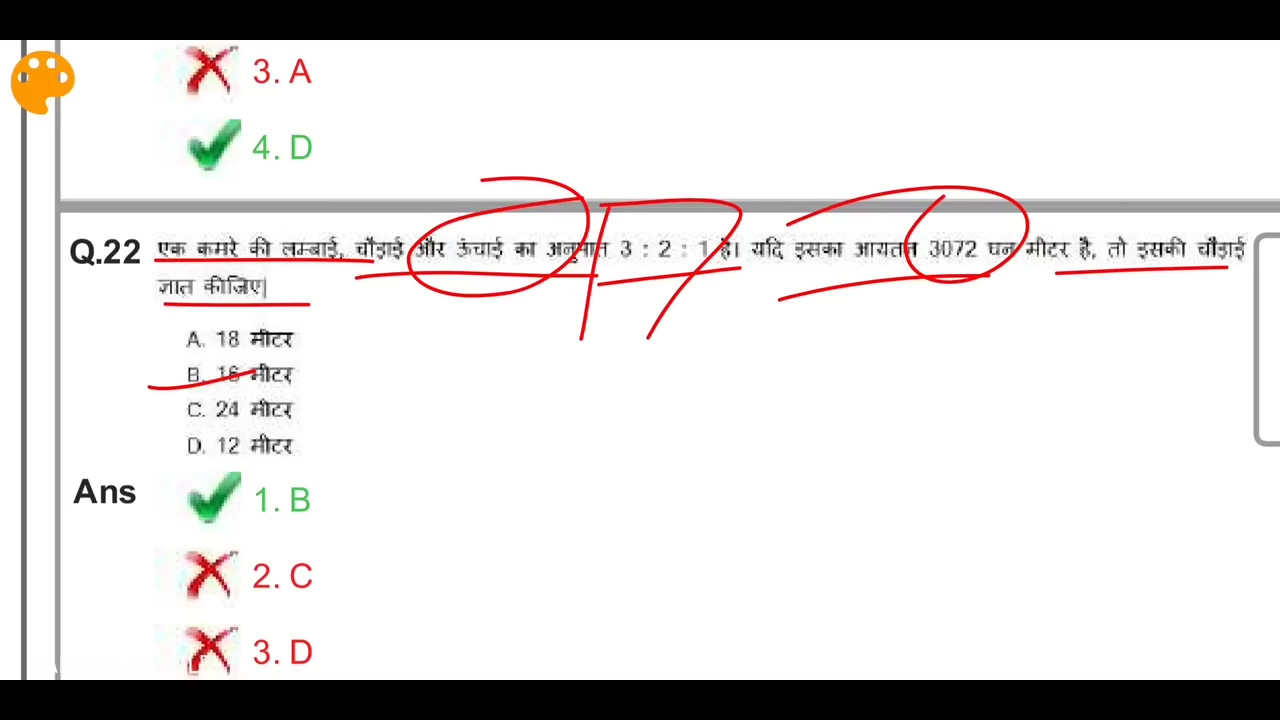 3. A
4. D
Q.22 एक कमरे की लम्बाई, चौड़ाई और ऊंचाई का अनुपात 3 : 2 : 1 है। यदि इसका आयतन 3072 घन मीटर है, तो इसकी चौड़ाई
ज्ञात कीजिए|
A. 18 मीटर
B. 16 मीटर
C. 24 मीटर
D. 12 मीटर
Ans 1. B
2. C
3. D